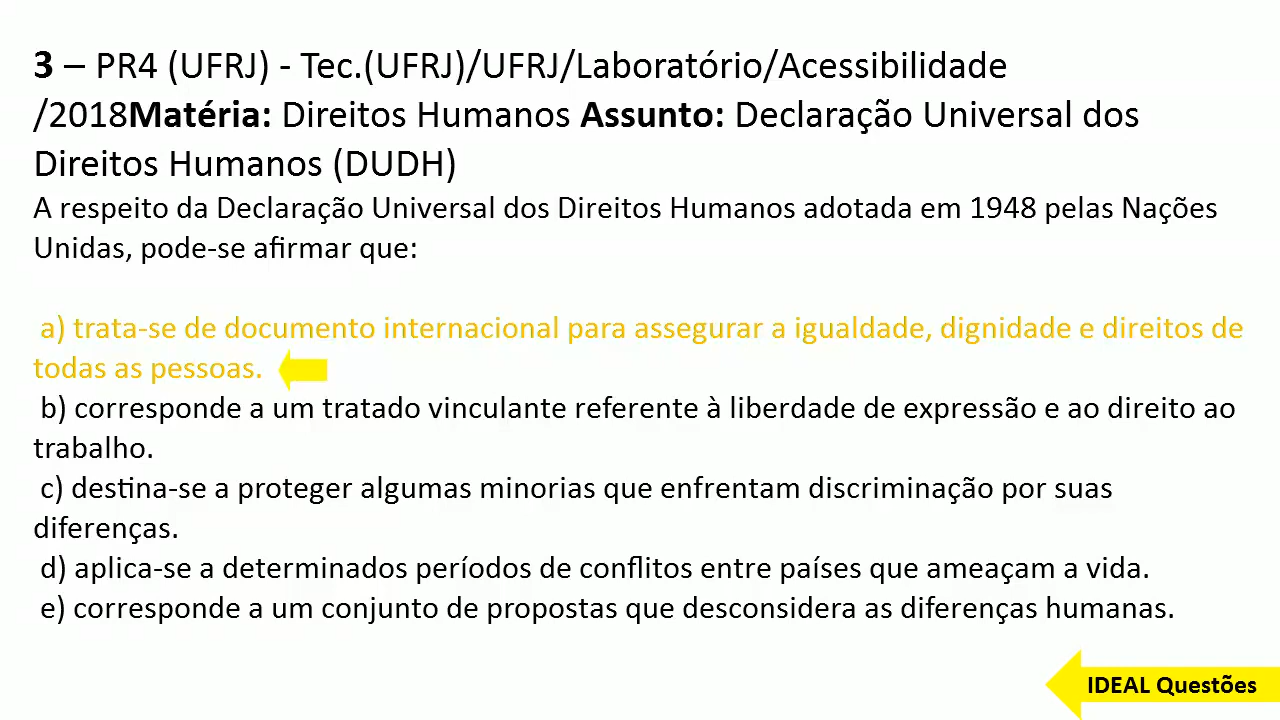 3 – PR4 (UFRJ) - Tec.(UFRJ)/UFRJ/Laboratório/Acessibilidade
/2018Matéria: Direitos Humanos Assunto: Declaração Universal dos
Direitos Humanos (DUDH)
A respeito da Declaração Universal dos Direitos Humanos adotada em 1948 pelas Nações
Unidas, pode-se afirmar que:
a) trata-se de documento internacional para assegurar a igualdade, dignidade e direitos de
todas as pessoas.
b) corresponde a um tratado vinculante referente à liberdade de expressão e ao direito ao
trabalho.
c) destina-se a proteger algumas minorias que enfrentam discriminação por suas
diferenças.
d) aplica-se a determinados períodos de conflitos entre países que ameaçam a vida.
e) corresponde a um conjunto de propostas que desconsidera as diferenças humanas.
IDEAL Questões